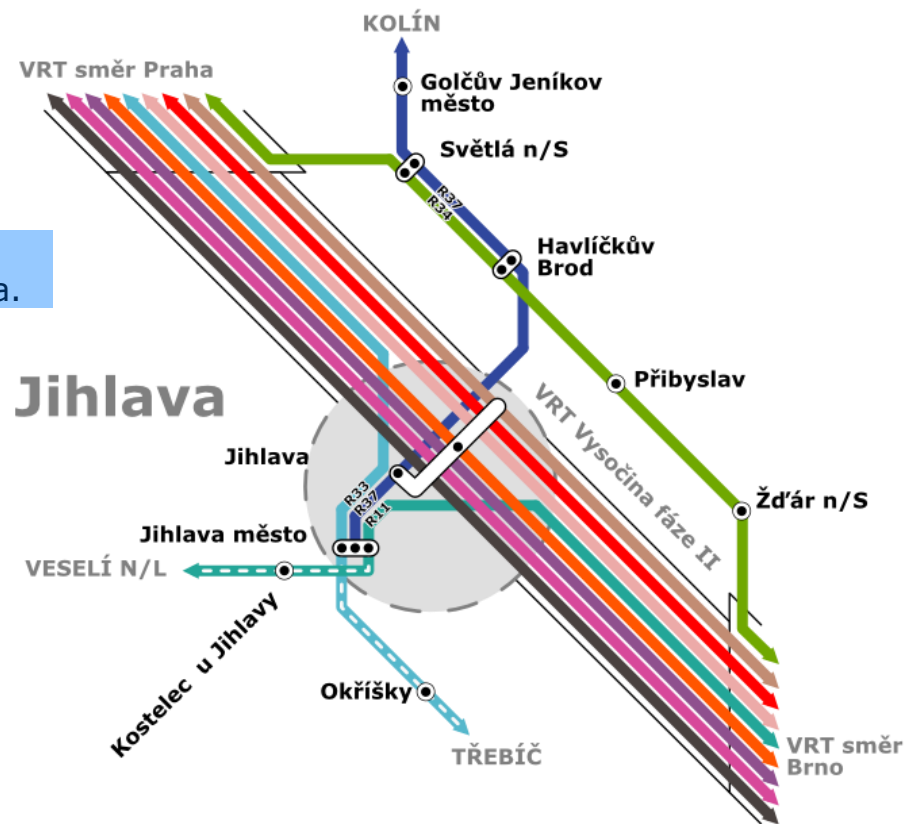 KOLÍN
VRT směr Praha
Golčův Jeníkov
město
Světlá n/S
R37
R34
Havlíčkův
Brod
a.
Přibyslav
Jihlava
VRT Vysočina fáze II
Jihlava
R33
R37
R11
Žďár n/S
Jihlava město
VESELÍ N/L
Kostelec u Jihlavy
Okříšky
TŘEBÍČ
VRT směr
Brno